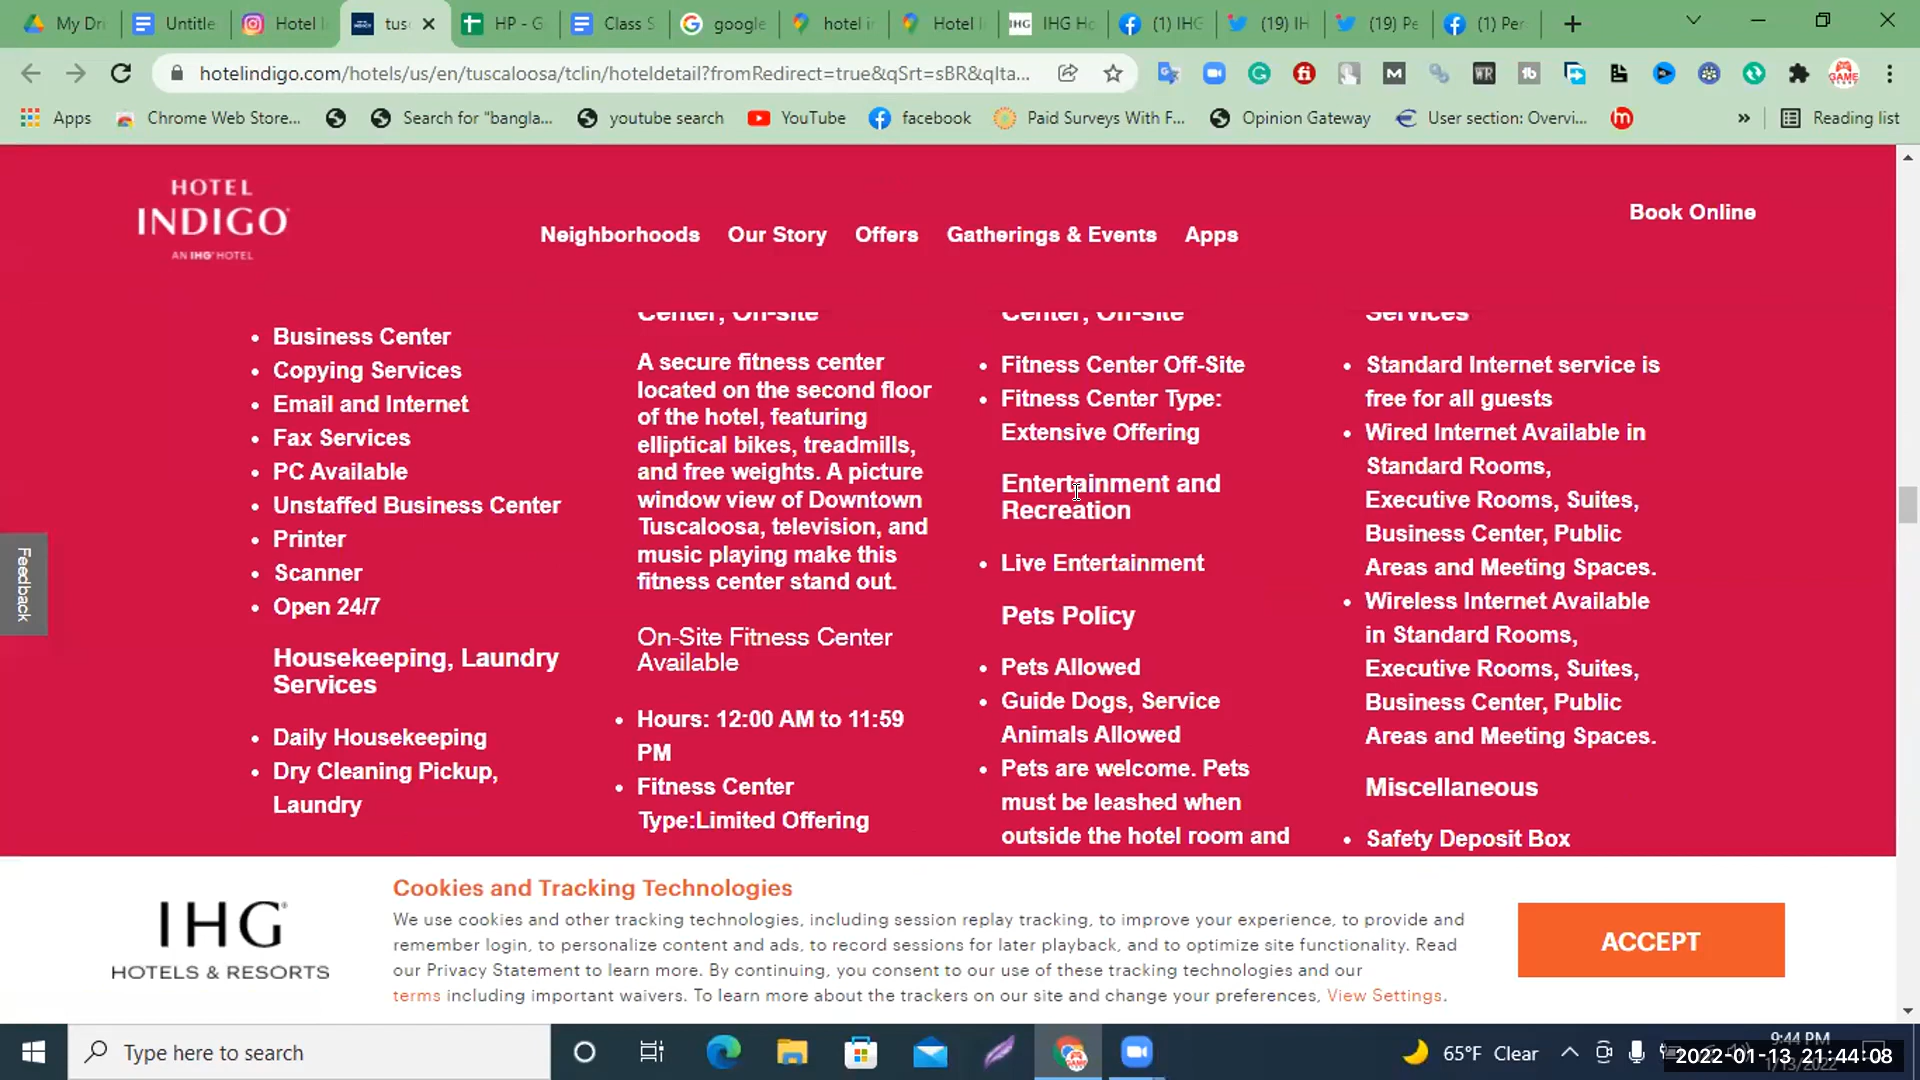 My Dri
Untitle
Hotel I
tusc
HP - G
Class S
google
hotel in
Hotel I
IHG
IHG Ho
(1) IHG
(19) IH
(19) Pe
(1) Per
hotelindigo.com/hotels/us/en/tuscaloosa/tclin/hoteldetail?fromRedirect=true&qSrt=sBR&qIta...
Apps
Chrome Web Store...
Search for "bangla...
youtube search
YouTube
facebook
Paid Surveys With F...
Opinion Gateway
User section: Overvi...
»
Reading list
HOTEL
INDIGO
AN IHG® HOTEL
Neighborhoods
Our Story
Offers
Gatherings & Events
Apps
Book Online
• Business Center
• Copying Services
• Email and Internet
• Fax Services
• PC Available
• Unstaffed Business Center
• Printer
• Scanner
• Open 24/7
Housekeeping, Laundry
Services
• Daily Housekeeping
• Dry Cleaning Pickup,
Laundry
Center, On-site
A secure fitness center
located on the second floor
of the hotel, featuring
elliptical bikes, treadmills,
and free weights. A picture
window view of Downtown
Tuscaloosa, television, and
music playing make this
fitness center stand out.
On-Site Fitness Center
Available
• Hours: 12:00 AM to 11:59
PM
• Fitness Center
Type:Limited Offering
Center, Off-site
• Fitness Center Off-Site
• Fitness Center Type:
Extensive Offering
Entertainment and
Recreation
• Live Entertainment
Pets Policy
• Pets Allowed
• Guide Dogs, Service
Animals Allowed
• Pets are welcome. Pets
must be leashed when
outside the hotel room and
Services
• Standard Internet service is
free for all guests
• Wired Internet Available in
Standard Rooms,
Executive Rooms, Suites,
Business Center, Public
Areas and Meeting Spaces.
• Wireless Internet Available
in Standard Rooms,
Executive Rooms, Suites,
Business Center, Public
Areas and Meeting Spaces.
Miscellaneous
• Safety Deposit Box
Feedback
IHG®
HOTELS & RESORTS
Cookies and Tracking Technologies
We use cookies and other tracking technologies, including session replay tracking, to improve your experience, to provide and
remember login, to personalize content and ads, to record sessions for later playback, and to optimize site functionality. Read
our Privacy Statement to learn more. By continuing, you consent to our use of these tracking technologies and our
terms including important waivers. To learn more about the trackers on our site and change your preferences, View Settings.
ACCEPT
Type here to search
65°F Clear
9:44 PM
1/13/2022
2022-01-13 21:44:08